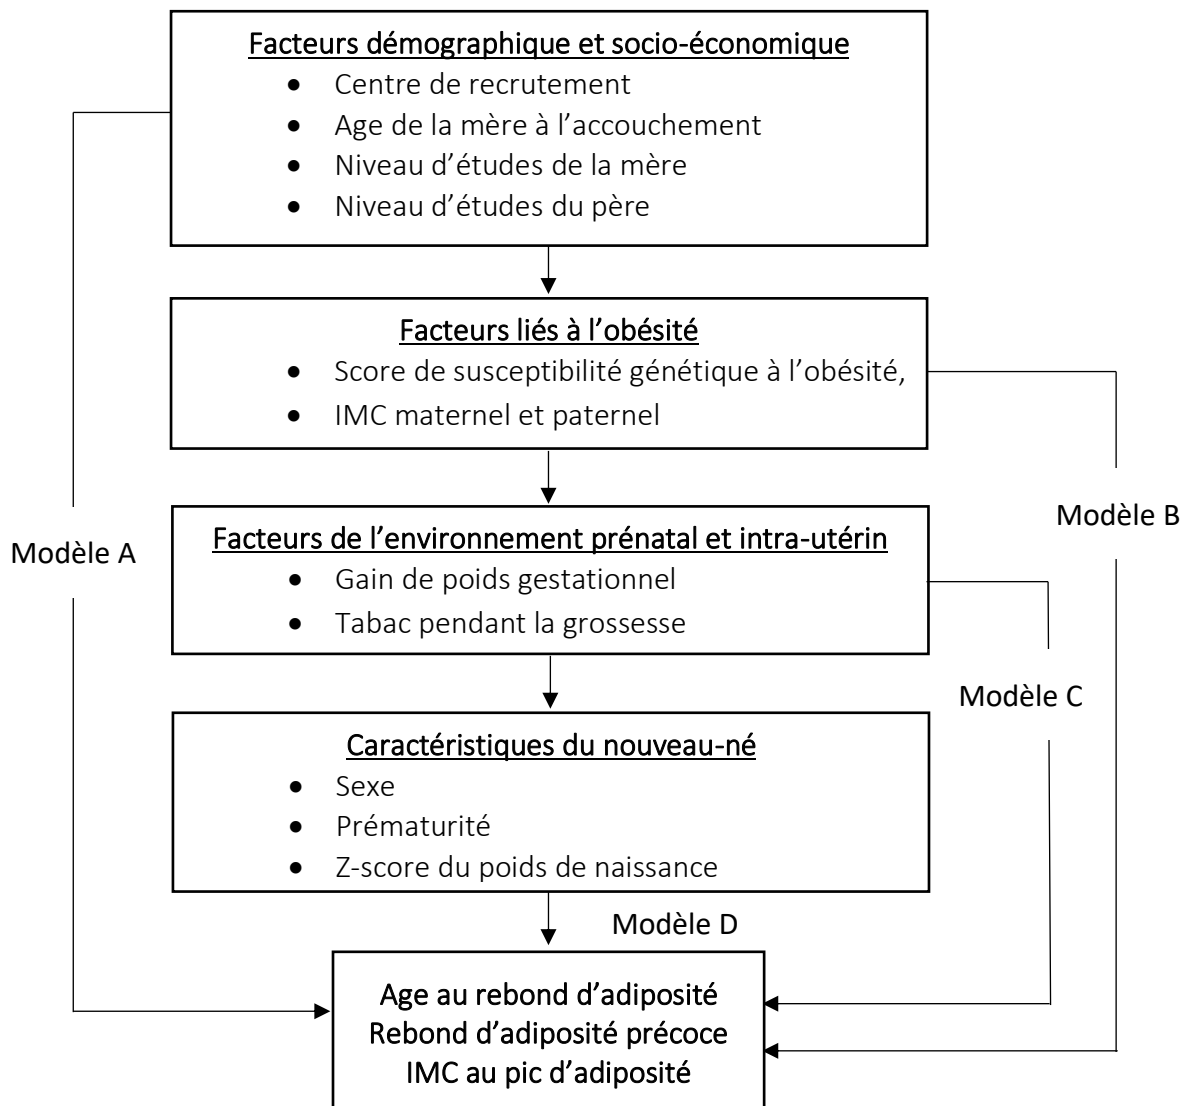 Facteurs démographique et socio-économique
• Centre de recrutement
• Age de la mère à l’accouchement
• Niveau d’études de la mère
• Niveau d’études du père
Facteurs liés à l’obésité
• Score de susceptibilité génétique à l’obésité,
• IMC maternel et paternel
Modèle B
Modèle A
Facteurs de l’environnement prénatal et intra-utérin
• Gain de poids gestationnel
• Tabac pendant la grossesse
Modèle C
Caractéristiques du nouveau-né
• Sexe
• Prématurité
• Z-score du poids de naissance
Modèle D
Age au rebond d’adiposité
Rebond d’adiposité précoce
IMC au pic d’adiposité